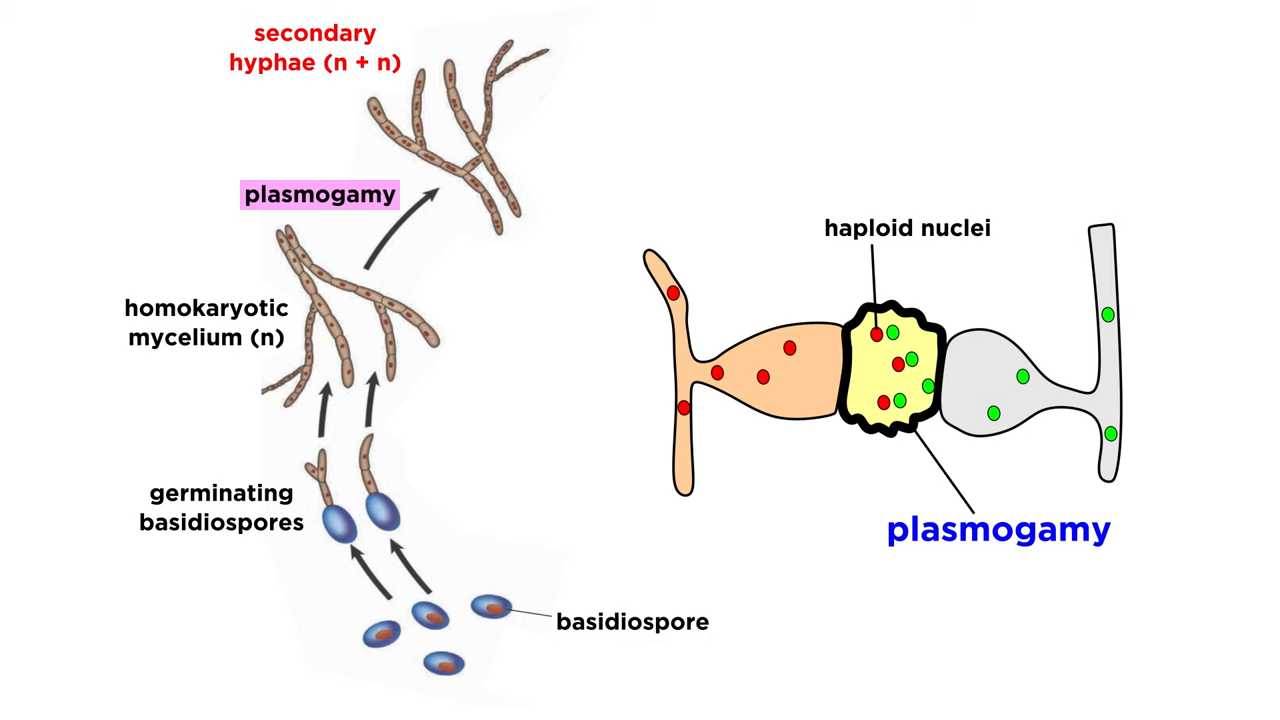 secondary
hyphae (n + n)
plasmogamy
homokaryotic
mycelium (n)
germinating
basidiospores
basidiospore
haploid nuclei
plasmogamy